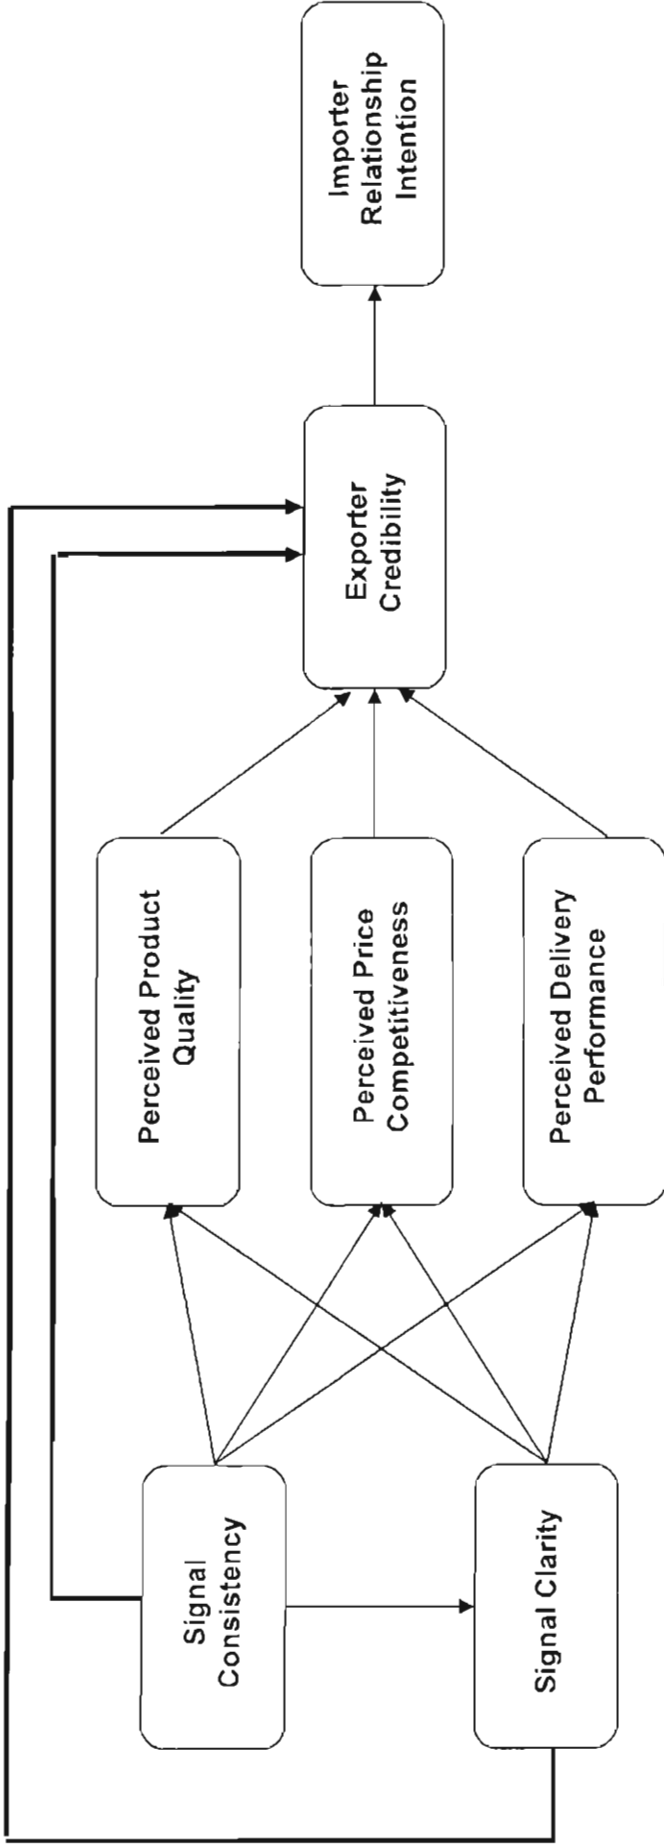 Signal
Consistency
Signal Clarity
Perceived Product
Quality
Perceived Price
Competitiveness
Perceived Delivery
Performance
Exporter
Credibility
Importer
Relationship
Intention